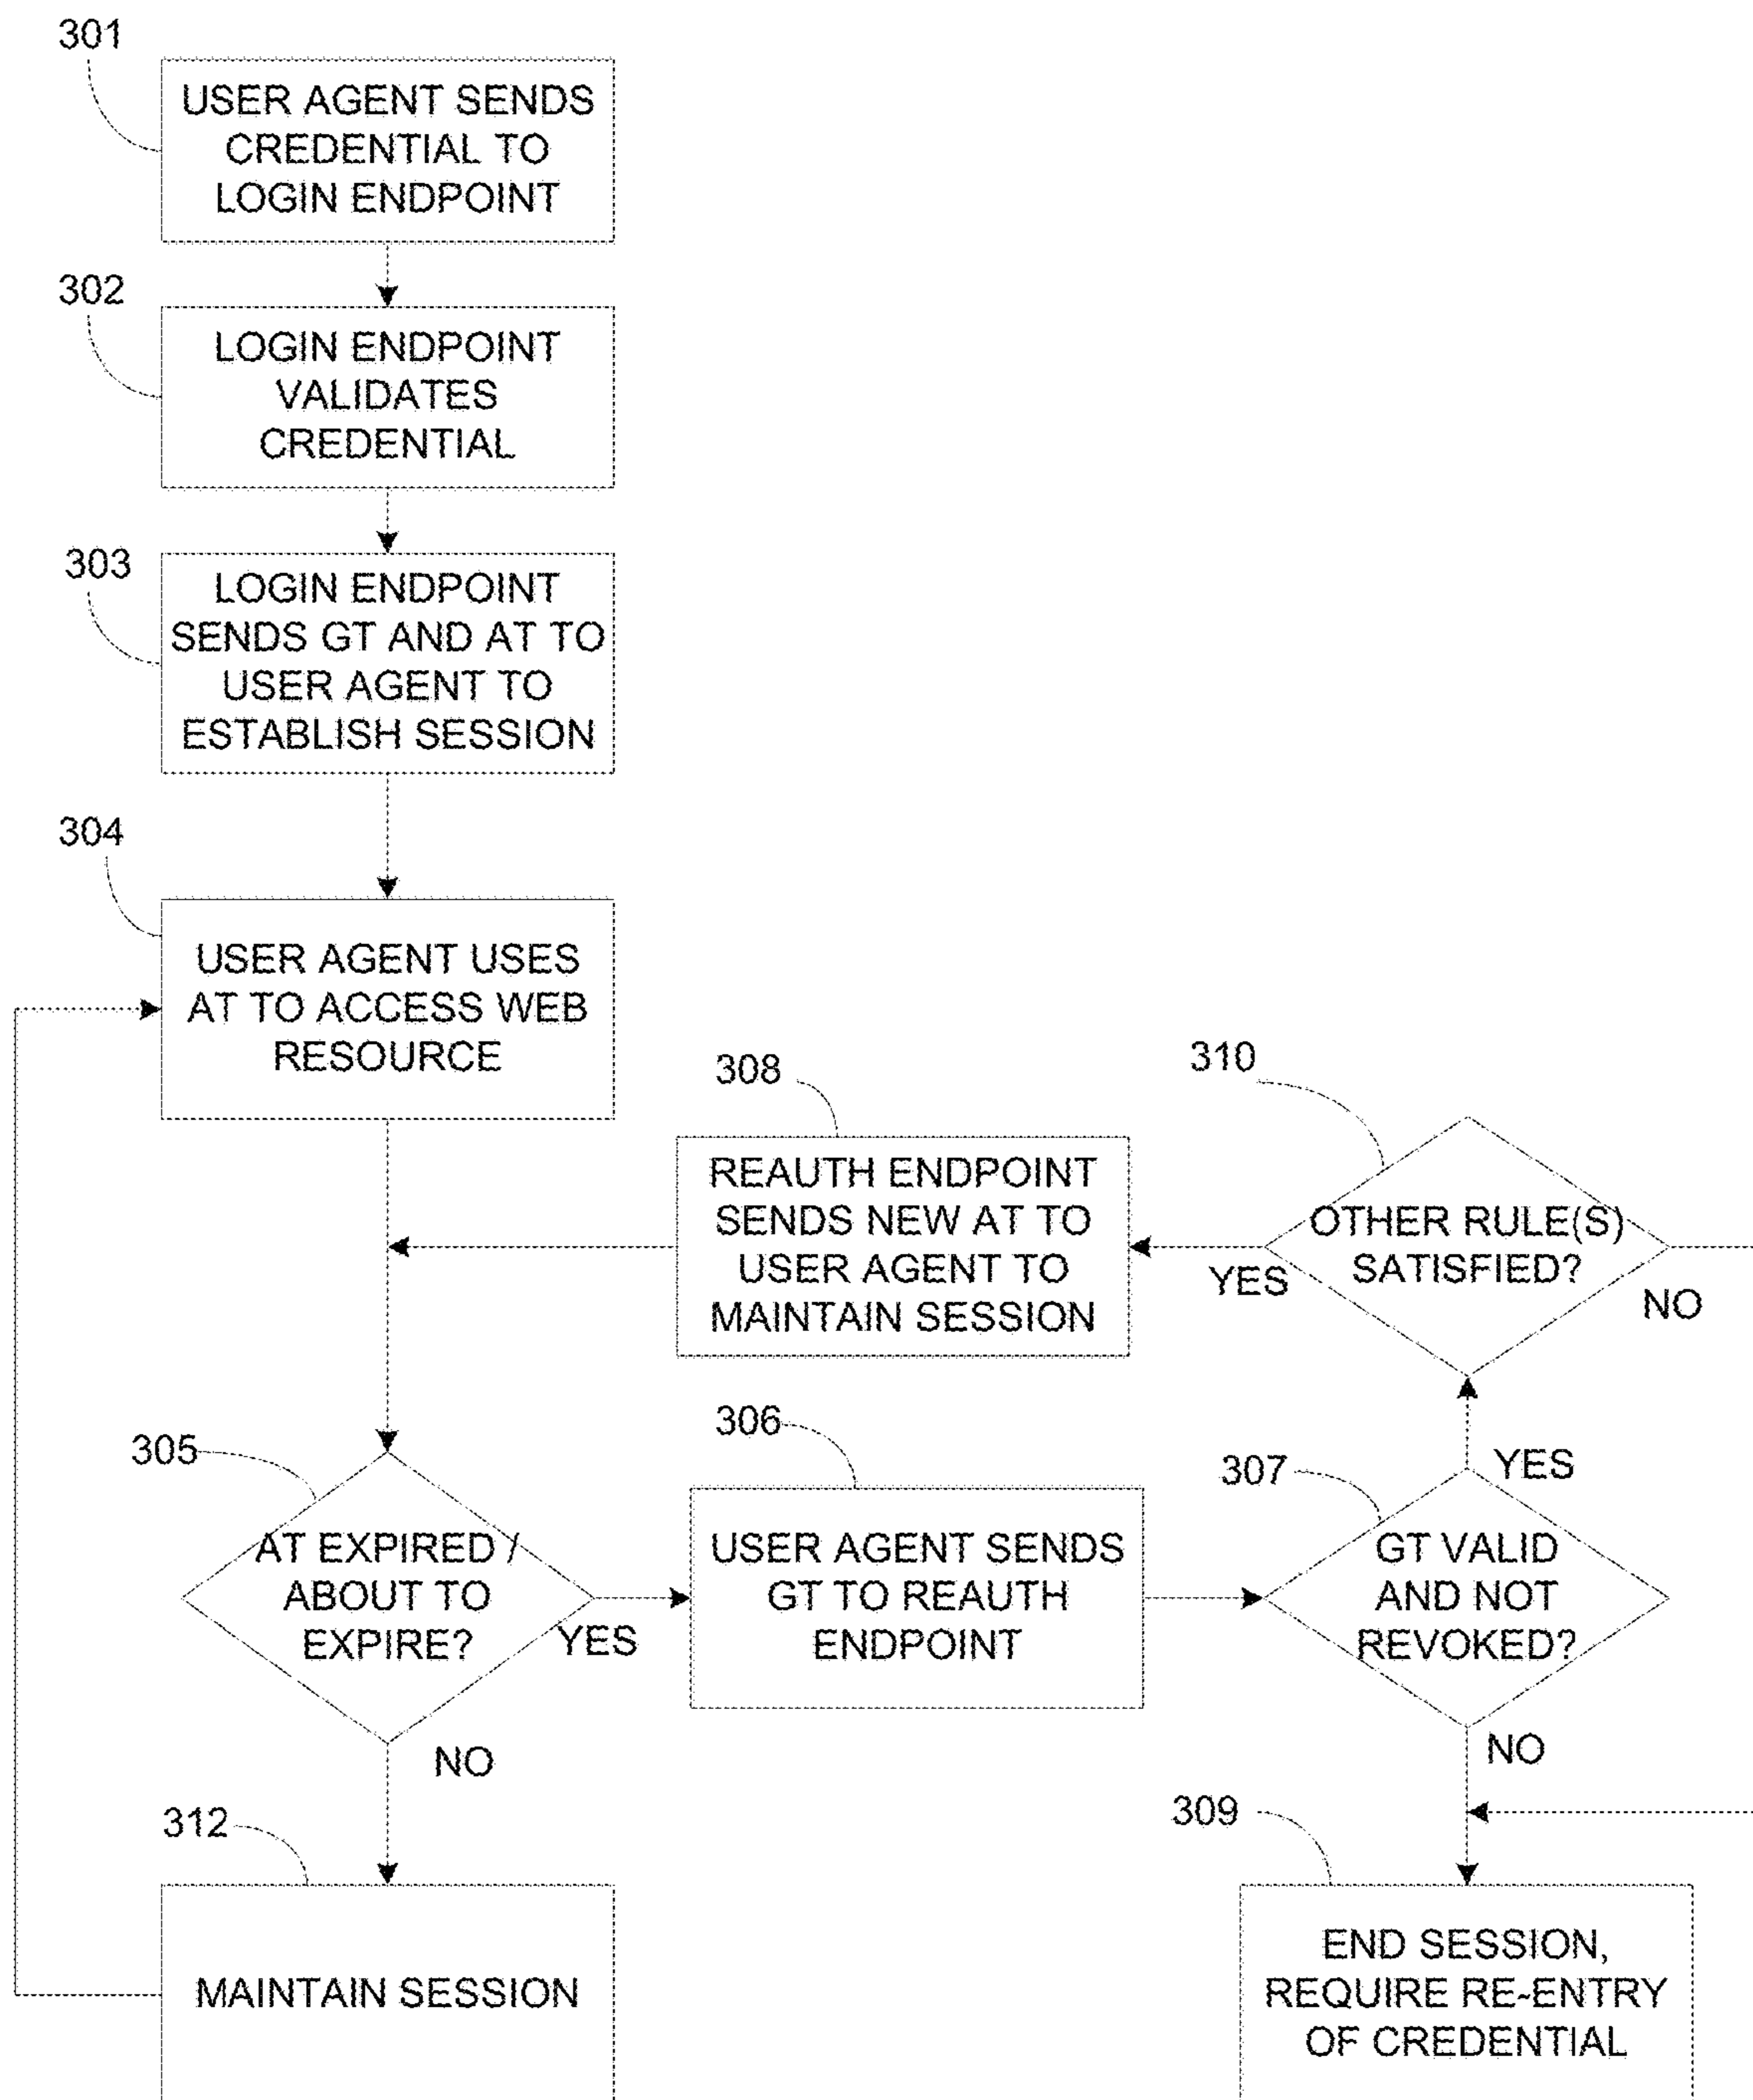 301
USER AGENT SENDS
CREDENTIAL TO
LOGIN ENDPOINT
302
LOGIN ENDPOINT
VALIDATES
CREDENTIAL
303
LOGIN ENDPOINT
SENDS GT AND AT TO
USER AGENT TO
ESTABLISH SESSION
304
USER AGENT USES
AT TO ACCESS WEB
RESOURCE
308
REAUTH ENDPOINT
SENDS NEW AT TO
USER AGENT TO
MAINTAIN SESSION
310
OTHER RULE(S)
SATISFIED?
YES
NO
305
AT EXPIRED /
ABOUT TO
EXPIRE?
YES
NO
306
USER AGENT SENDS
GT TO REAUTH
ENDPOINT
307
YES
GT VALID
AND NOT
REVOKED?
NO
312
MAINTAIN SESSION
309
END SESSION,
REQUIRE RE-ENTRY
OF CREDENTIAL